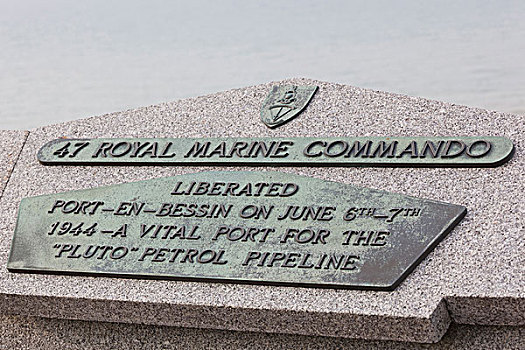 47 ROYAL MARINE COMMANDO
LIBERATED
PORT-EN-BESSIN ON JUNE 6TH-7TH
1944-A VITAL PORT FOR THE
"PLUTO" PETROL PIPELINE